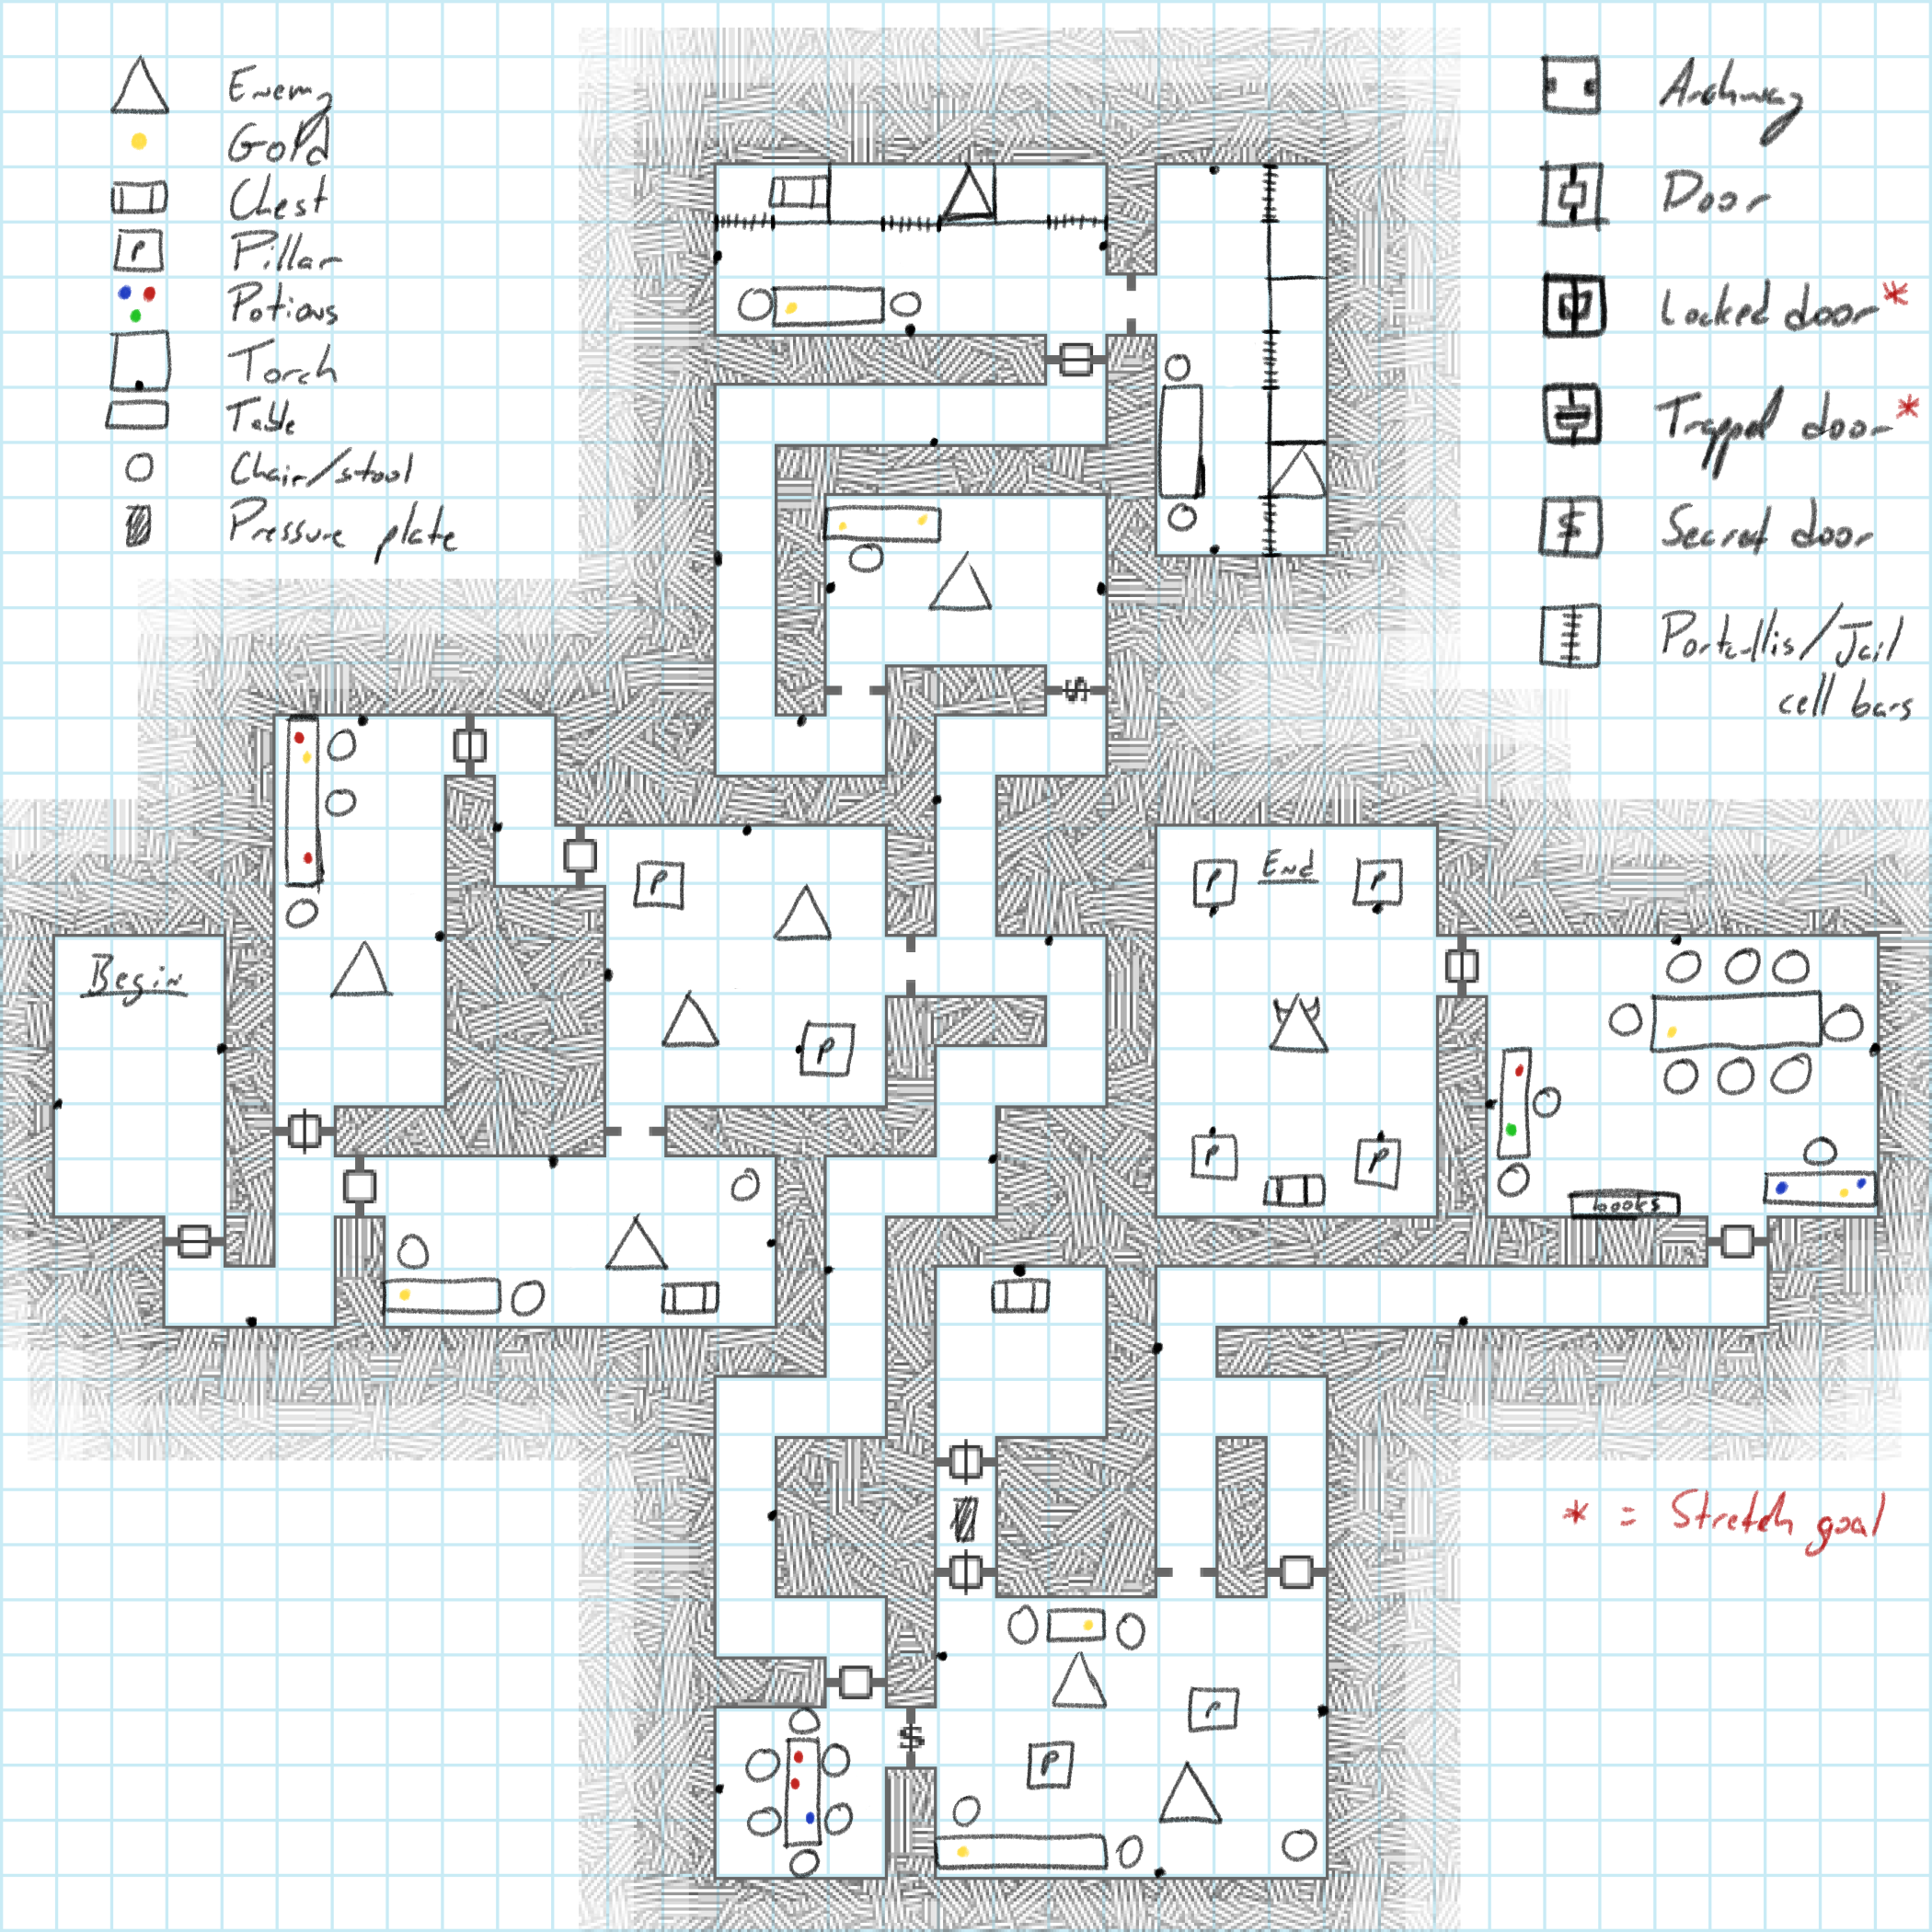 Enemy
Gold
Chest
P Pillar
Potions
Torch
Table
Chair/stool
Pressure plate
Archway
Door
Locked door*
Trapped door*
$ Secret door
Portcullis/Jail
cell bars
$
P
P End P
Begin
P
P P
books
* = Stretch goal
P
$
P